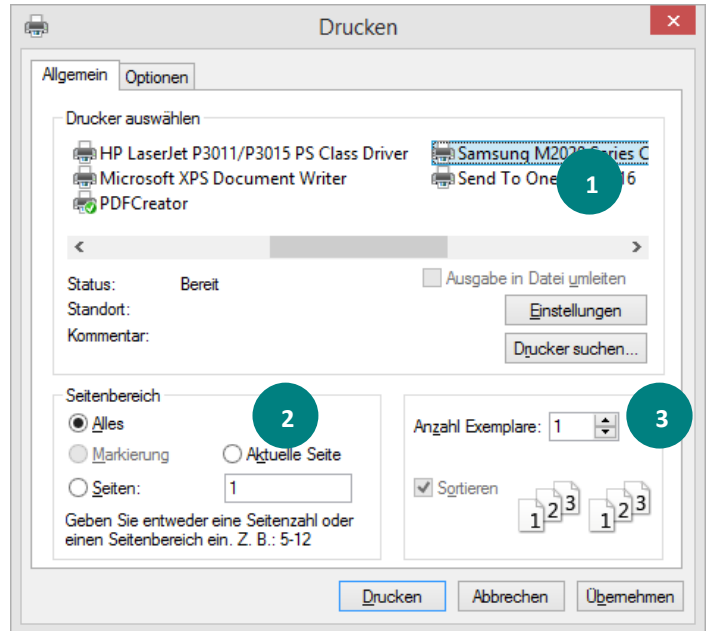 Drucken
Allgemein Optionen
Drucker auswählen
HP LaserJet P3011/P3015 PS Class Driver
Samsung M2020 Series C
Microsoft XPS Document Writer
Send To One 16
PDFCreator
1
Status: Bereit
Ausgabe in Datei umleiten
Standort:
Einstellungen
Kommentar:
Drucker suchen...
Seitenbereich
2
Alles
Markierung Aktuelle Seite
Seiten: 1
Geben Sie entweder eine Seitenzahl oder
einen Seitenbereich ein. Z. B.: 5-12
Anzahl Exemplare: 1
3
Sortieren
1 2 3 1 2 3
Drucken Abbrechen Übernehmen